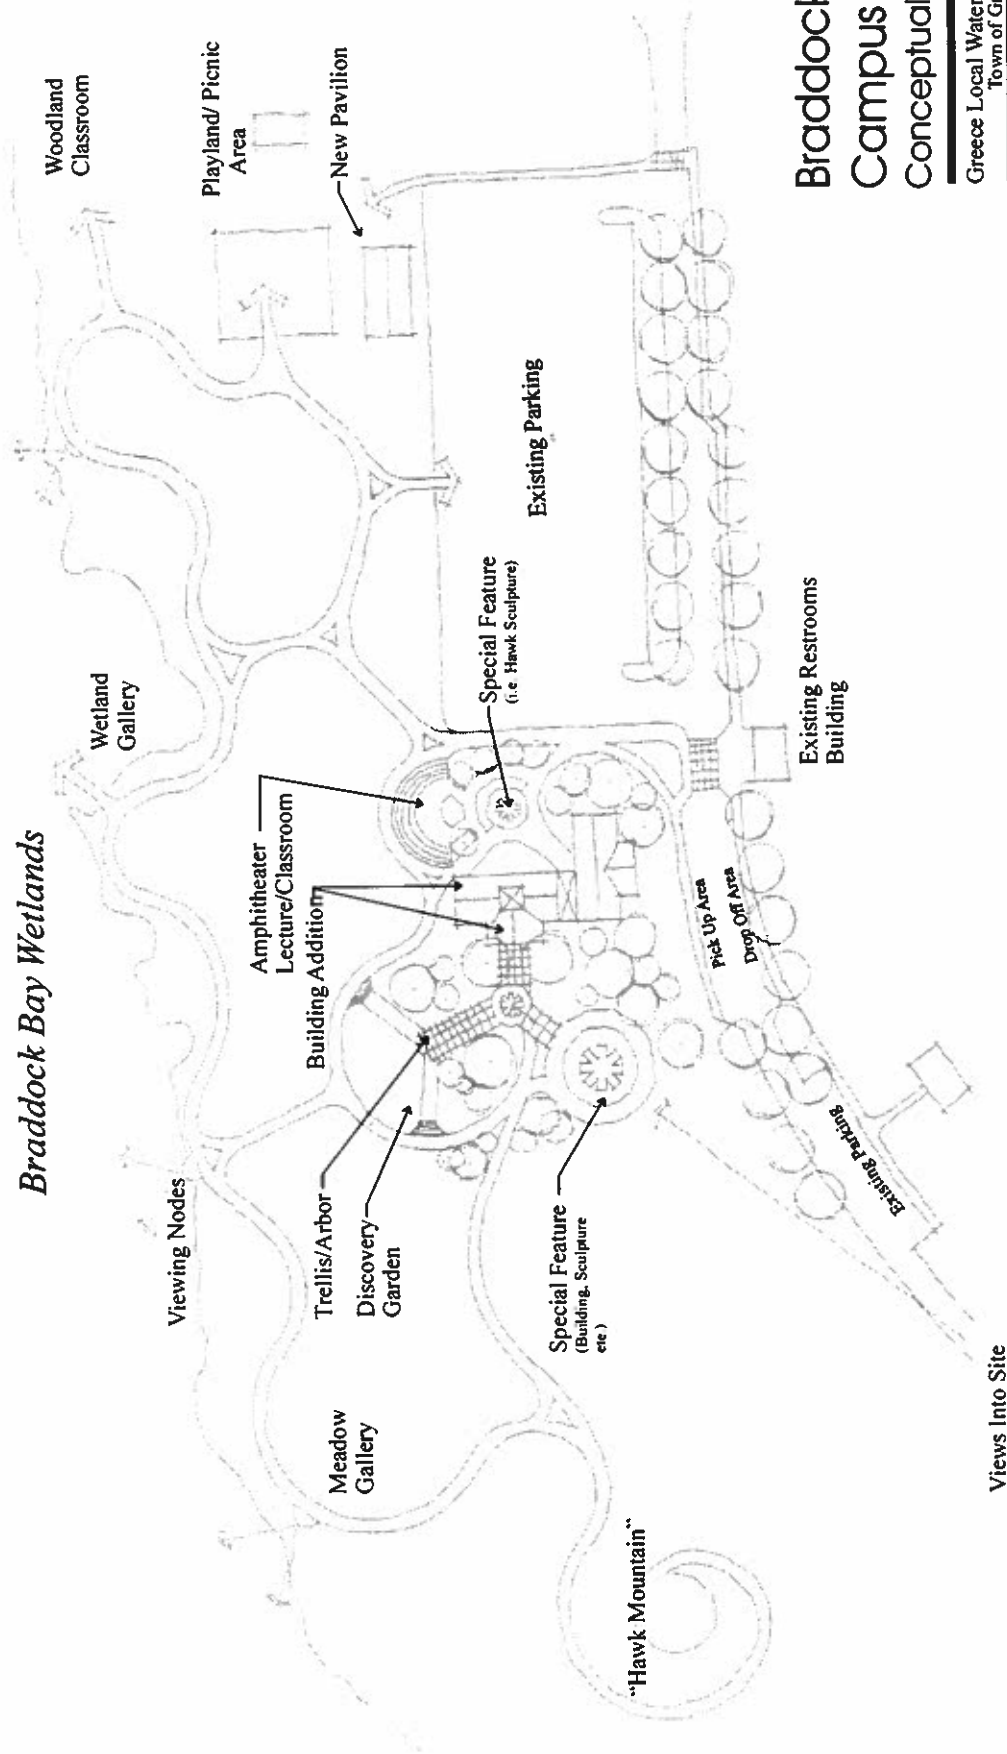 Braddock Bay Wetlands
Viewing Nodes
Wetland
Gallery
Woodland
Classroom
Playland/ Picnic
Area
New Pavilion
Amphitheater
Lecture/Classroom
Building Addition
Trellis/Arbor
Discovery
Garden
Meadow
Gallery
"Hawk Mountain"
Special Feature
(i.e. Hawk Sculpture)
Existing Parking
Special Feature
(Building, Sculpture
etc.)
Pick Up Area
Drop Off Area
Existing Restrooms
Building
Existing Parking
Views Into Site
Braddock
Campus
Conceptual
Greece Local Water
Town of Gr